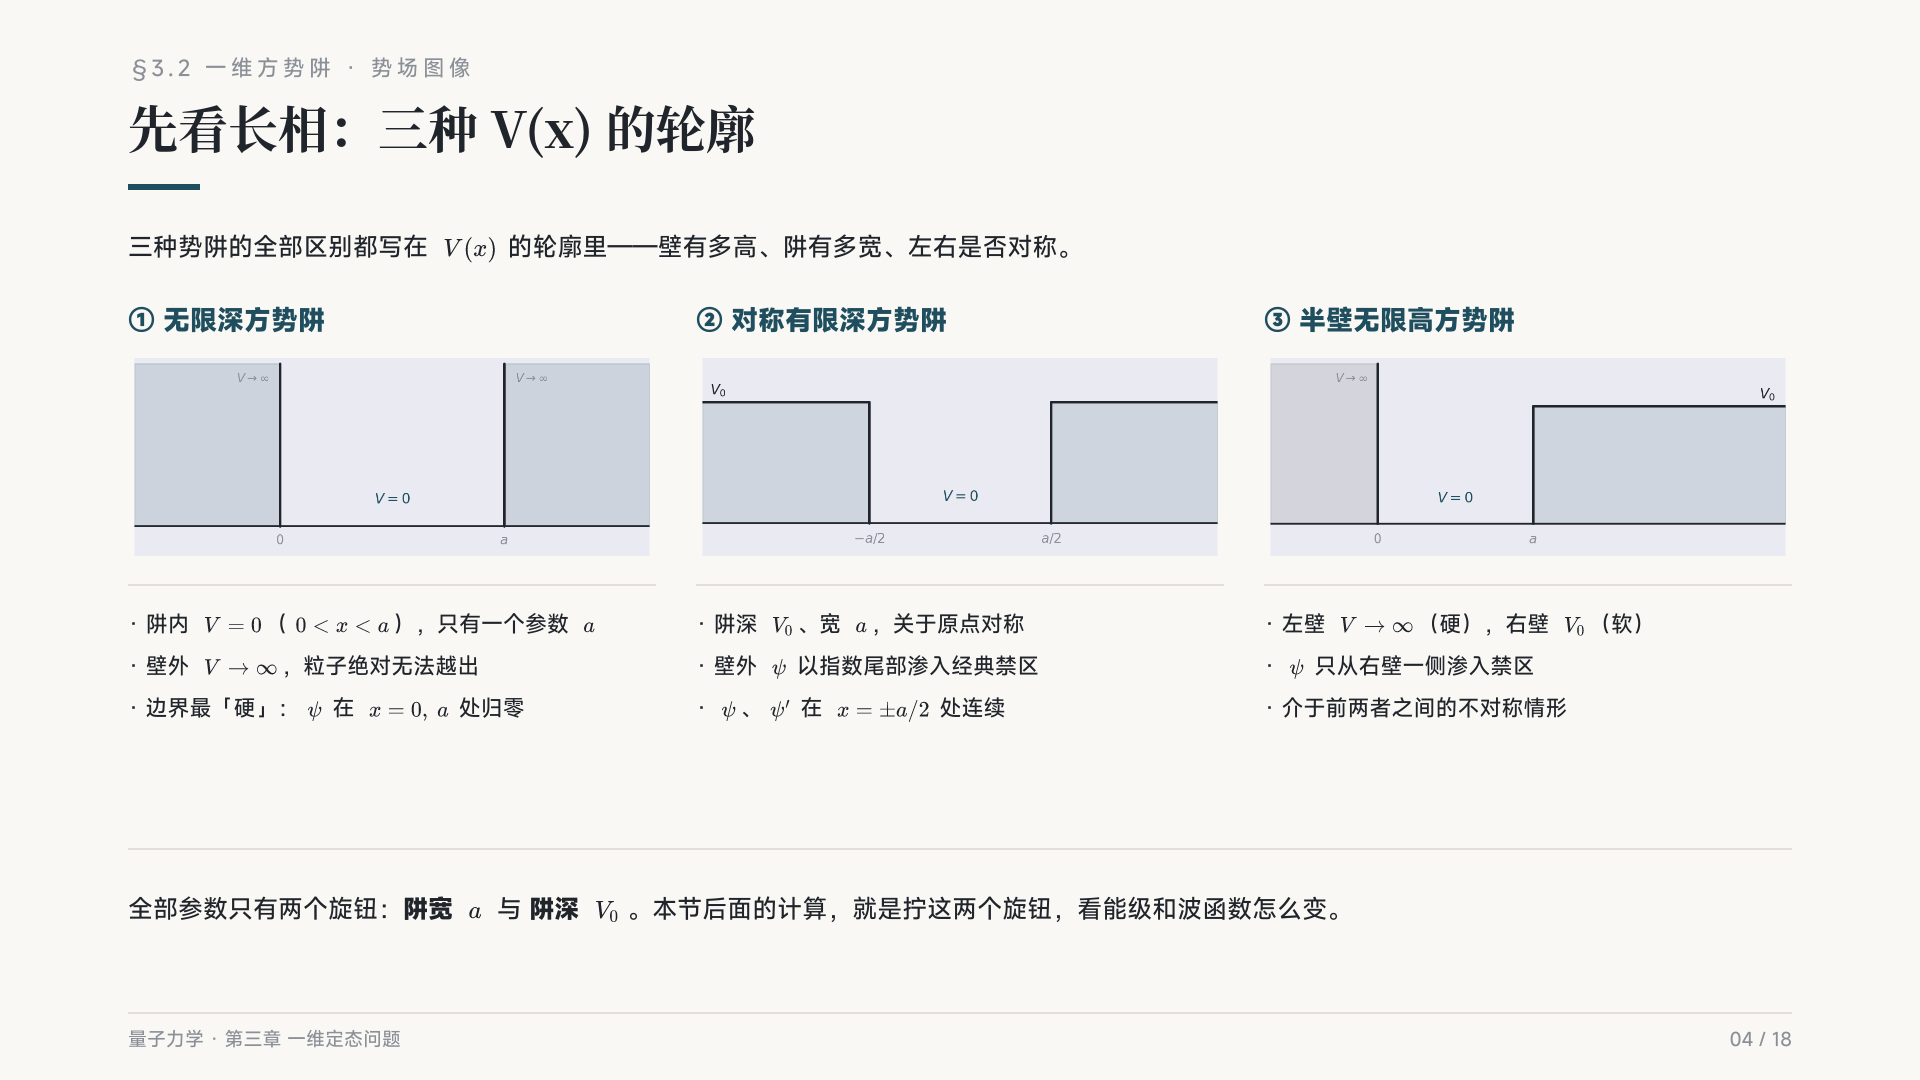 §3.2 一维方势阱 · 势场图像
先看长相：三种 V(x) 的轮廓
三种势阱的全部区别都写在 V(x) 的轮廓里——壁有多高、阱有多宽、左右是否对称。
① 无限深方势阱
V→∞
V→∞
V=0
0
a
· 阱内 V = 0（0 < x < a），只有一个参数 a
· 壁外 V → ∞，粒子绝对无法越出
· 边界最「硬」：ψ 在 x = 0, a 处归零
② 对称有限深方势阱
V₀
V=0
−a/2
a/2
· 阱深 V₀、宽 a，关于原点对称
· 壁外 ψ 以指数尾部渗入经典禁区
· ψ、ψ′ 在 x = ±a/2 处连续
③ 半壁无限高方势阱
V→∞
V₀
V=0
0
a
· 左壁 V → ∞（硬），右壁 V₀（软）
· ψ 只从右壁一侧渗入禁区
· 介于前两者之间的不对称情形
全部参数只有两个旋钮：阱宽 a 与 阱深 V₀。本节后面的计算，就是拧这两个旋钮，看能级和波函数怎么变。
量子力学 · 第三章 一维定态问题
04 / 18